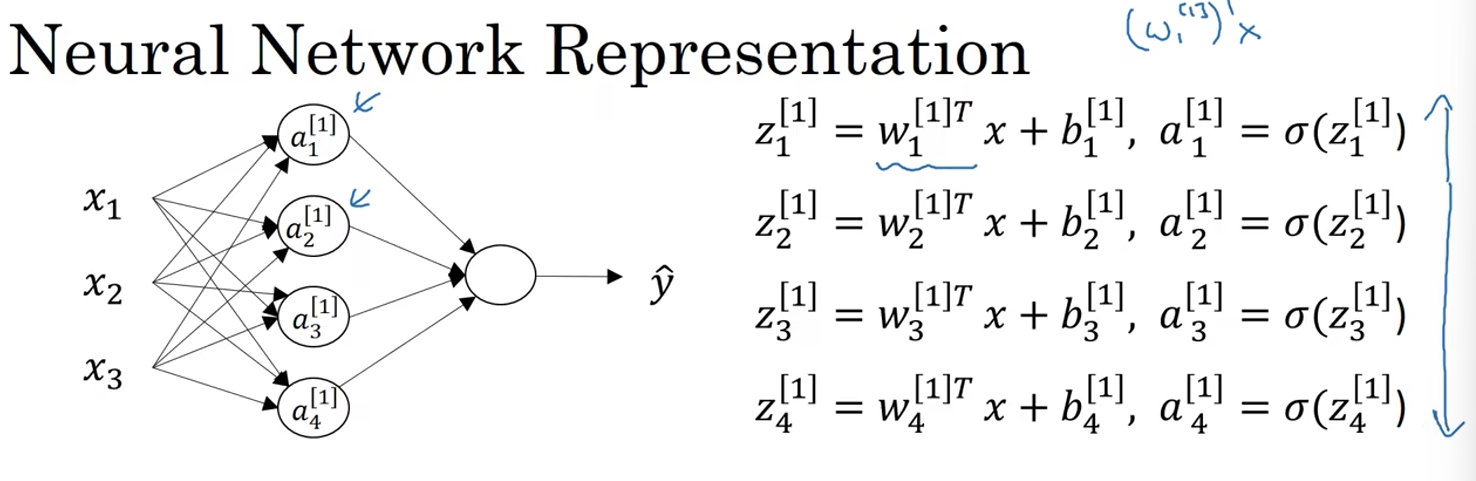 Neural Network Representation
(w₁^[1])ᵀ x
x₁
x₂
x₃
a₁^[1]
a₂^[1]
a₃^[1]
a₄^[1]
ŷ
z₁^[1] = w₁^[1]T x + b₁^[1], a₁^[1] = σ(z₁^[1])
z₂^[1] = w₂^[1]T x + b₂^[1], a₂^[1] = σ(z₂^[1])
z₃^[1] = w₃^[1]T x + b₃^[1], a₃^[1] = σ(z₃^[1])
z₄^[1] = w₄^[1]T x + b₄^[1], a₄^[1] = σ(z₄^[1])